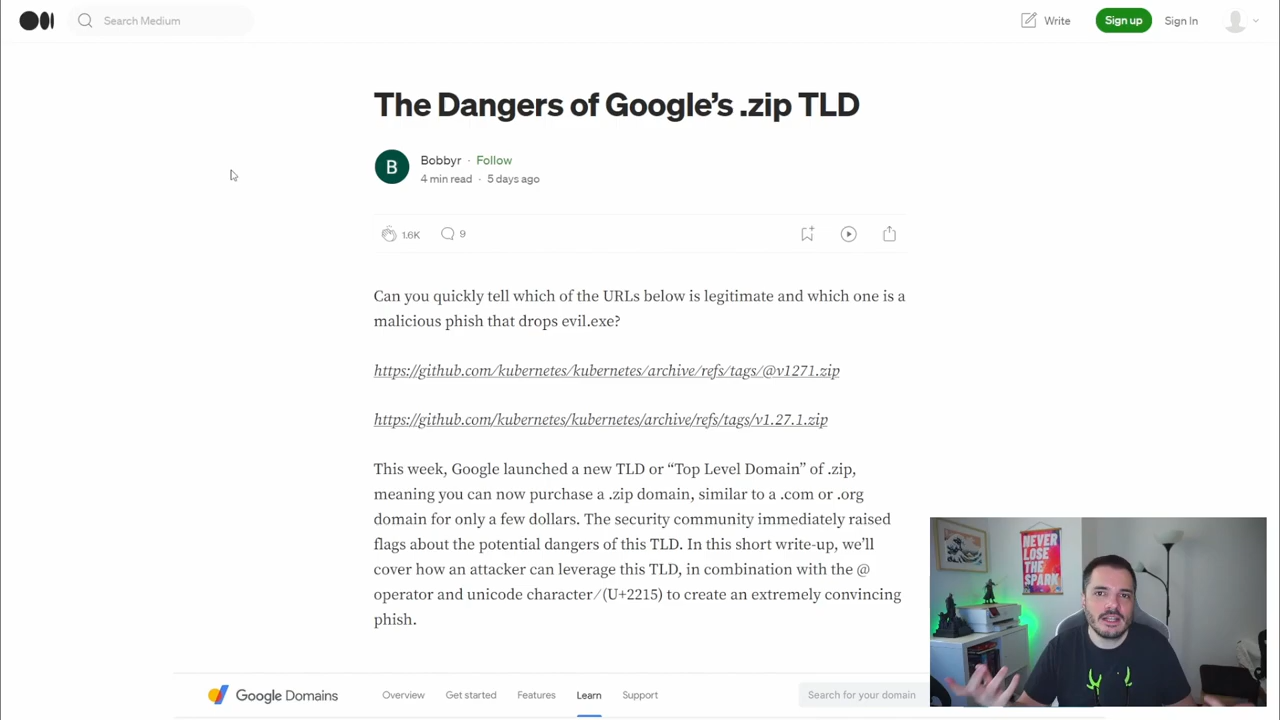 Search Medium
Write
Sign up
Sign In
The Dangers of Google’s .zip TLD
B
Bobbyr · Follow
4 min read · 5 days ago
1.6K
9
Can you quickly tell which of the URLs below is legitimate and which one is a
malicious phish that drops evil.exe?
https://github.com∕kubernetes∕kubernetes∕archive∕refs∕tags∕@v1271.zip
https://github.com/kubernetes/kubernetes/archive/refs/tags/v1.27.1.zip
This week, Google launched a new TLD or “Top Level Domain” of .zip,
meaning you can now purchase a .zip domain, similar to a .com or .org
domain for only a few dollars. The security community immediately raised
flags about the potential dangers of this TLD. In this short write-up, we’ll
cover how an attacker can leverage this TLD, in combination with the @
operator and unicode character ∕ (U+2215) to create an extremely convincing
phish.
Google Domains
Overview
Get started
Features
Learn
Support
Search for your domain
NEVER
LOSE
THE
SPARK